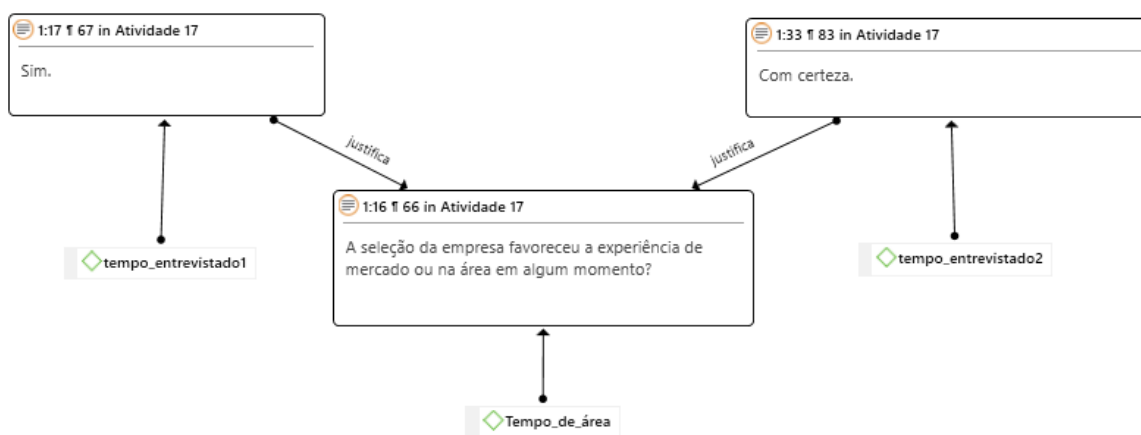 1:17 ¶ 67 in Atividade 17
Sim.
1:33 ¶ 83 in Atividade 17
Com certeza.
justifica
justifica
1:16 ¶ 66 in Atividade 17
A seleção da empresa favoreceu a experiência de
mercado ou na área em algum momento?
tempo_entrevistado1
tempo_entrevistado2
Tempo_de_área